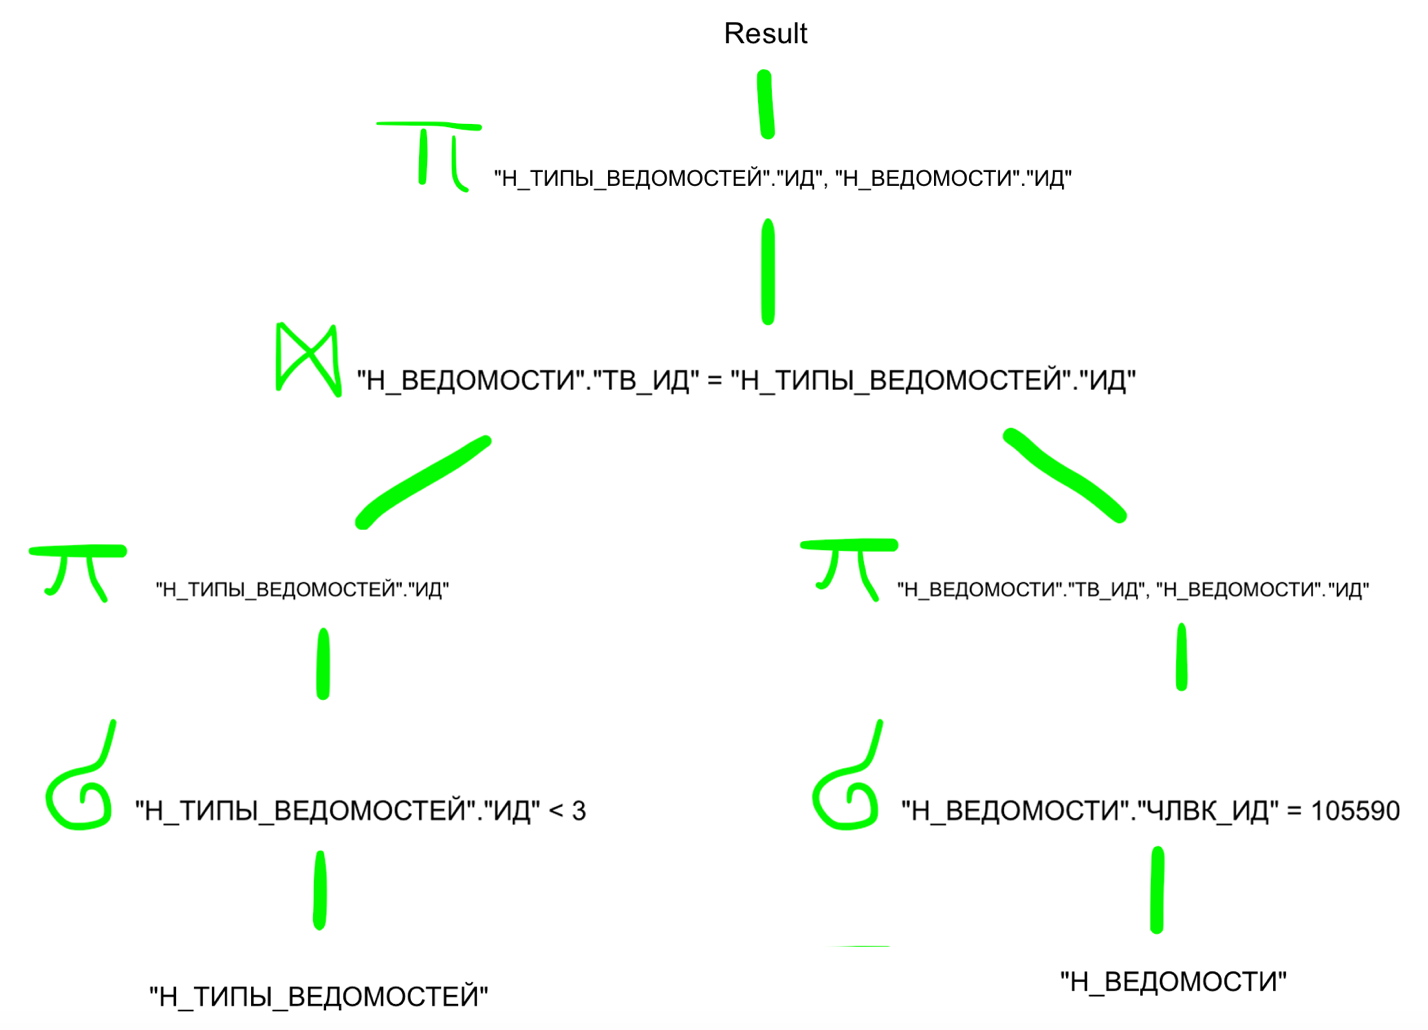 Result
π "Н_ТИПЫ_ВЕДОМОСТЕЙ"."ИД", "Н_ВЕДОМОСТИ"."ИД"
⋈ "Н_ВЕДОМОСТИ"."ТВ_ИД" = "Н_ТИПЫ_ВЕДОМОСТЕЙ"."ИД"
π "Н_ТИПЫ_ВЕДОМОСТЕЙ"."ИД"
π "Н_ВЕДОМОСТИ"."ТВ_ИД", "Н_ВЕДОМОСТИ"."ИД"
σ "Н_ТИПЫ_ВЕДОМОСТЕЙ"."ИД" < 3
σ "Н_ВЕДОМОСТИ"."ЧЛВК_ИД" = 105590
"Н_ТИПЫ_ВЕДОМОСТЕЙ"
"Н_ВЕДОМОСТИ"